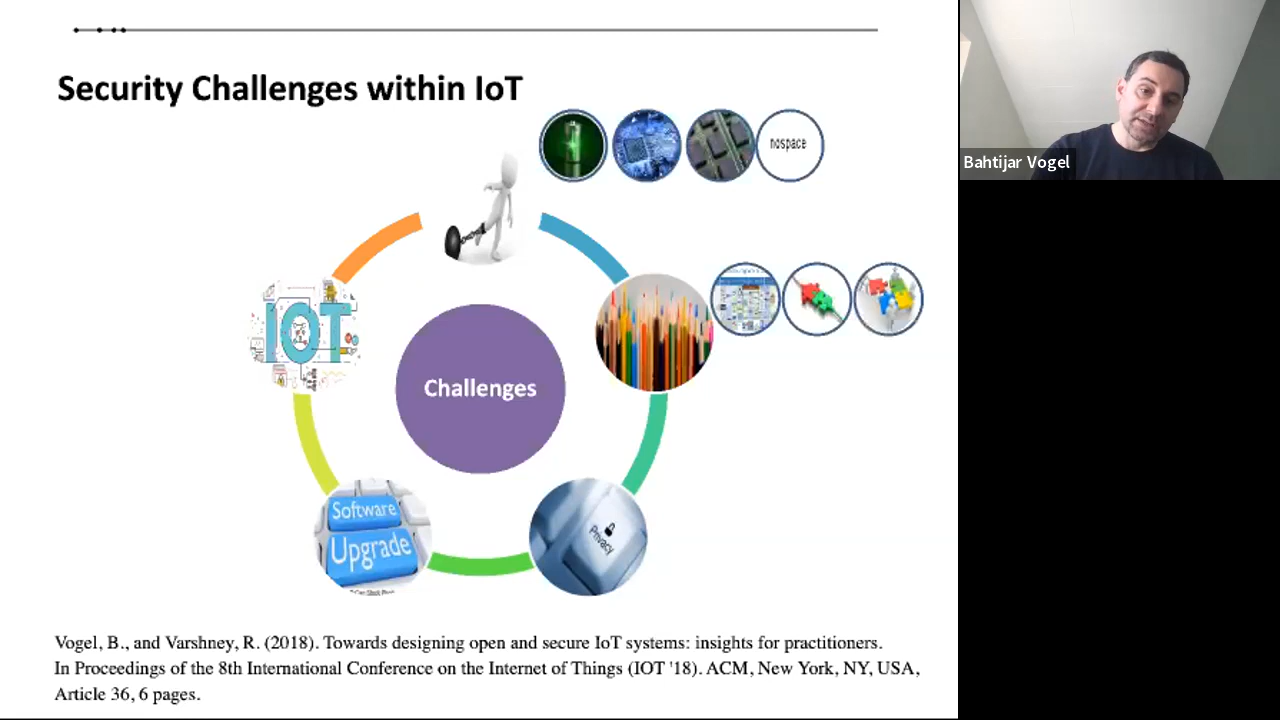 Security Challenges within IoT
nospace
Bahtijar Vogel
IOT
Challenges
Software
Upgrade
Privacy
Vogel, B., and Varshney, R. (2018). Towards designing open and secure IoT systems: insights for practitioners.
In Proceedings of the 8th International Conference on the Internet of Things (IOT '18). ACM, New York, NY, USA,
Article 36, 6 pages.